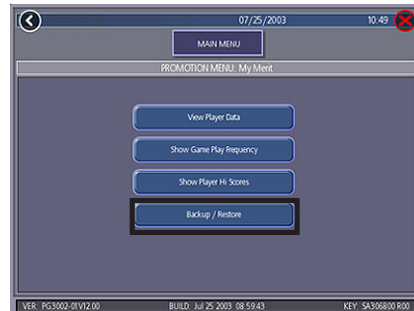 07/25/2003 10:49
MAIN MENU
PROMOTION MENU: My Merit
View Player Data
Show Game Play Frequency
Show Player Hi Scores
Backup / Restore
VER: PG3002-01V12.00 BUILD: Jul 25 2003 08:59:43 KEY: SA306800 R00